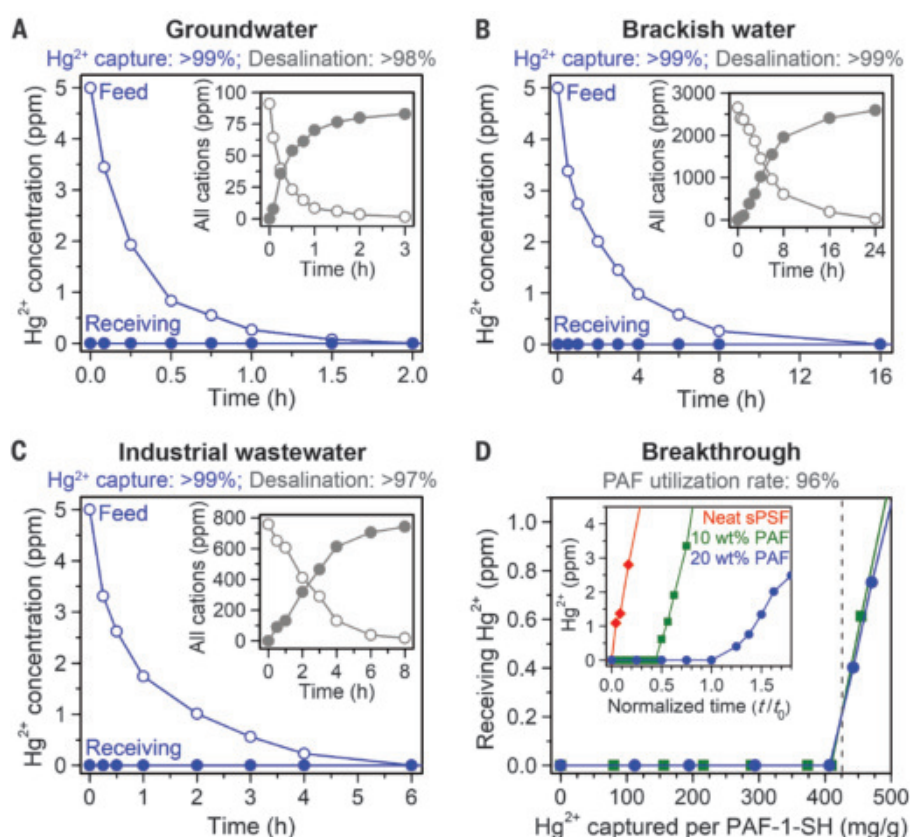 A Groundwater
Hg²⁺ capture: >99%; Desalination: >98%
Hg²⁺ concentration (ppm)
5
4
3
2
1
0
Feed
Receiving
0.0 0.5 1.0 1.5 2.0
Time (h)
All cations (ppm)
100
75
50
25
0
0 1 2 3
Time (h)
B Brackish water
Hg²⁺ capture: >99%; Desalination: >99%
Hg²⁺ concentration (ppm)
5
4
3
2
1
0
Feed
Receiving
0 4 8 12 16
Time (h)
All cations (ppm)
3000
2000
1000
0
0 8 16 24
Time (h)
C Industrial wastewater
Hg²⁺ capture: >99%; Desalination: >97%
Hg²⁺ concentration (ppm)
5
4
3
2
1
0
Feed
Receiving
0 1 2 3 4 5 6
Time (h)
All cations (ppm)
800
600
400
200
0
0 2 4 6 8
Time (h)
D Breakthrough
PAF utilization rate: 96%
Receiving Hg²⁺ (ppm)
1.0
0.8
0.6
0.4
0.2
0.0
0 100 200 300 400 500
Hg²⁺ captured per PAF-1-SH (mg/g)
Neat sPSF
10 wt% PAF
20 wt% PAF
Hg²⁺ (ppm)
4
2
0
0.0 0.5 1.0 1.5
Normalized time (t/t₀)